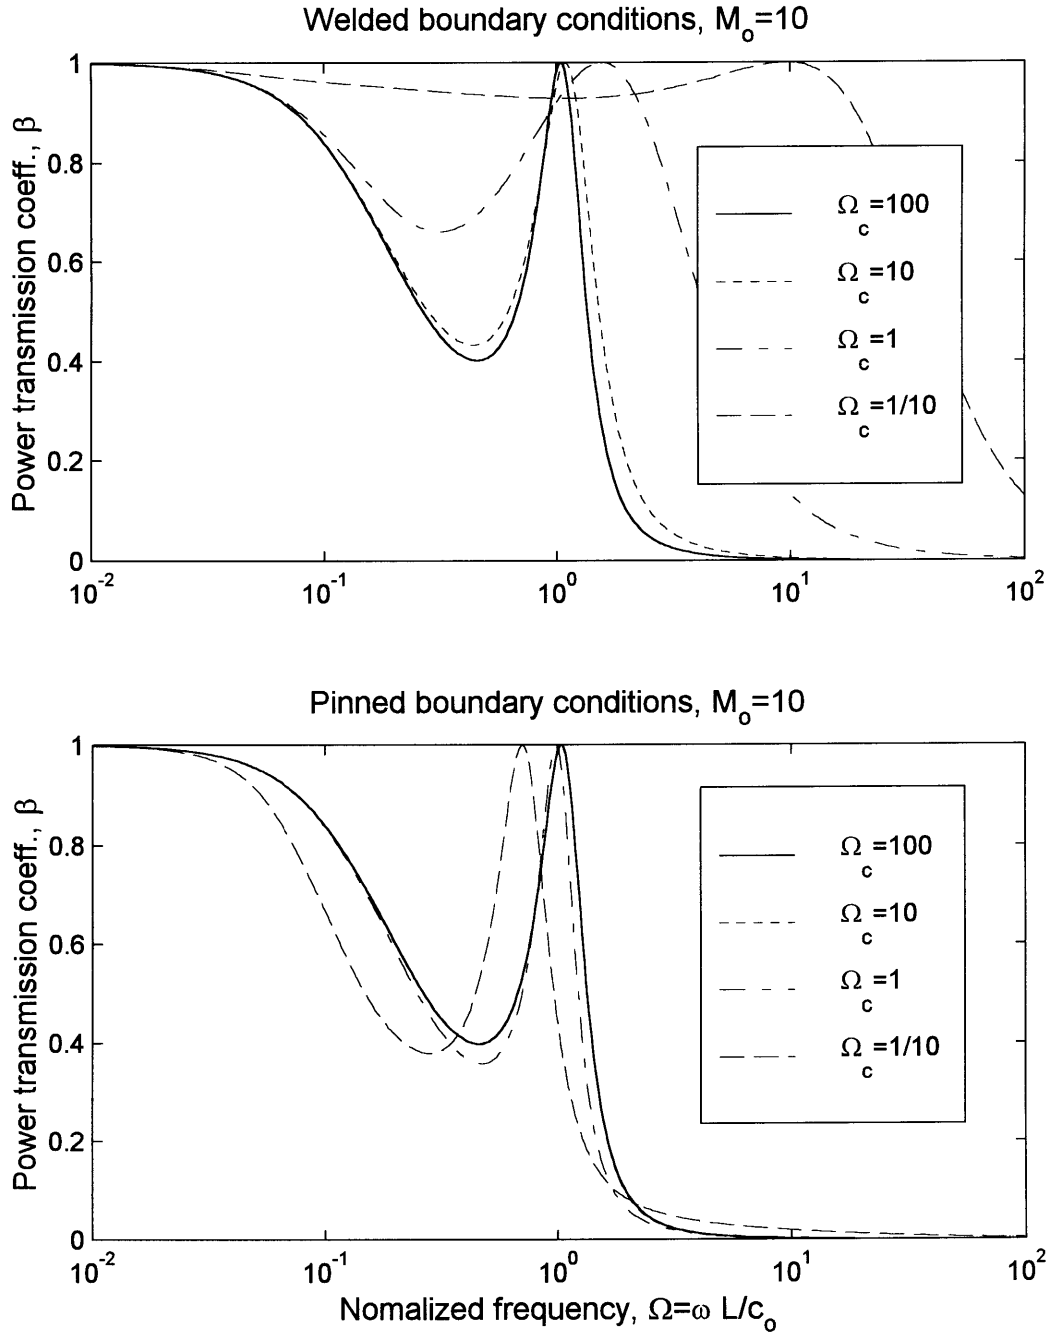 Welded boundary conditions, Mo=10
Power transmission coeff., β
1
0.8
0.6
0.4
0.2
0
10-2
10-1
100
101
102
Ωc=100
Ωc=10
Ωc=1
Ωc=1/10
Pinned boundary conditions, Mo=10
Power transmission coeff., β
1
0.8
0.6
0.4
0.2
0
10-2
10-1
100
101
102
Ωc=100
Ωc=10
Ωc=1
Ωc=1/10
Nomalized frequency, Ω=ω L/co